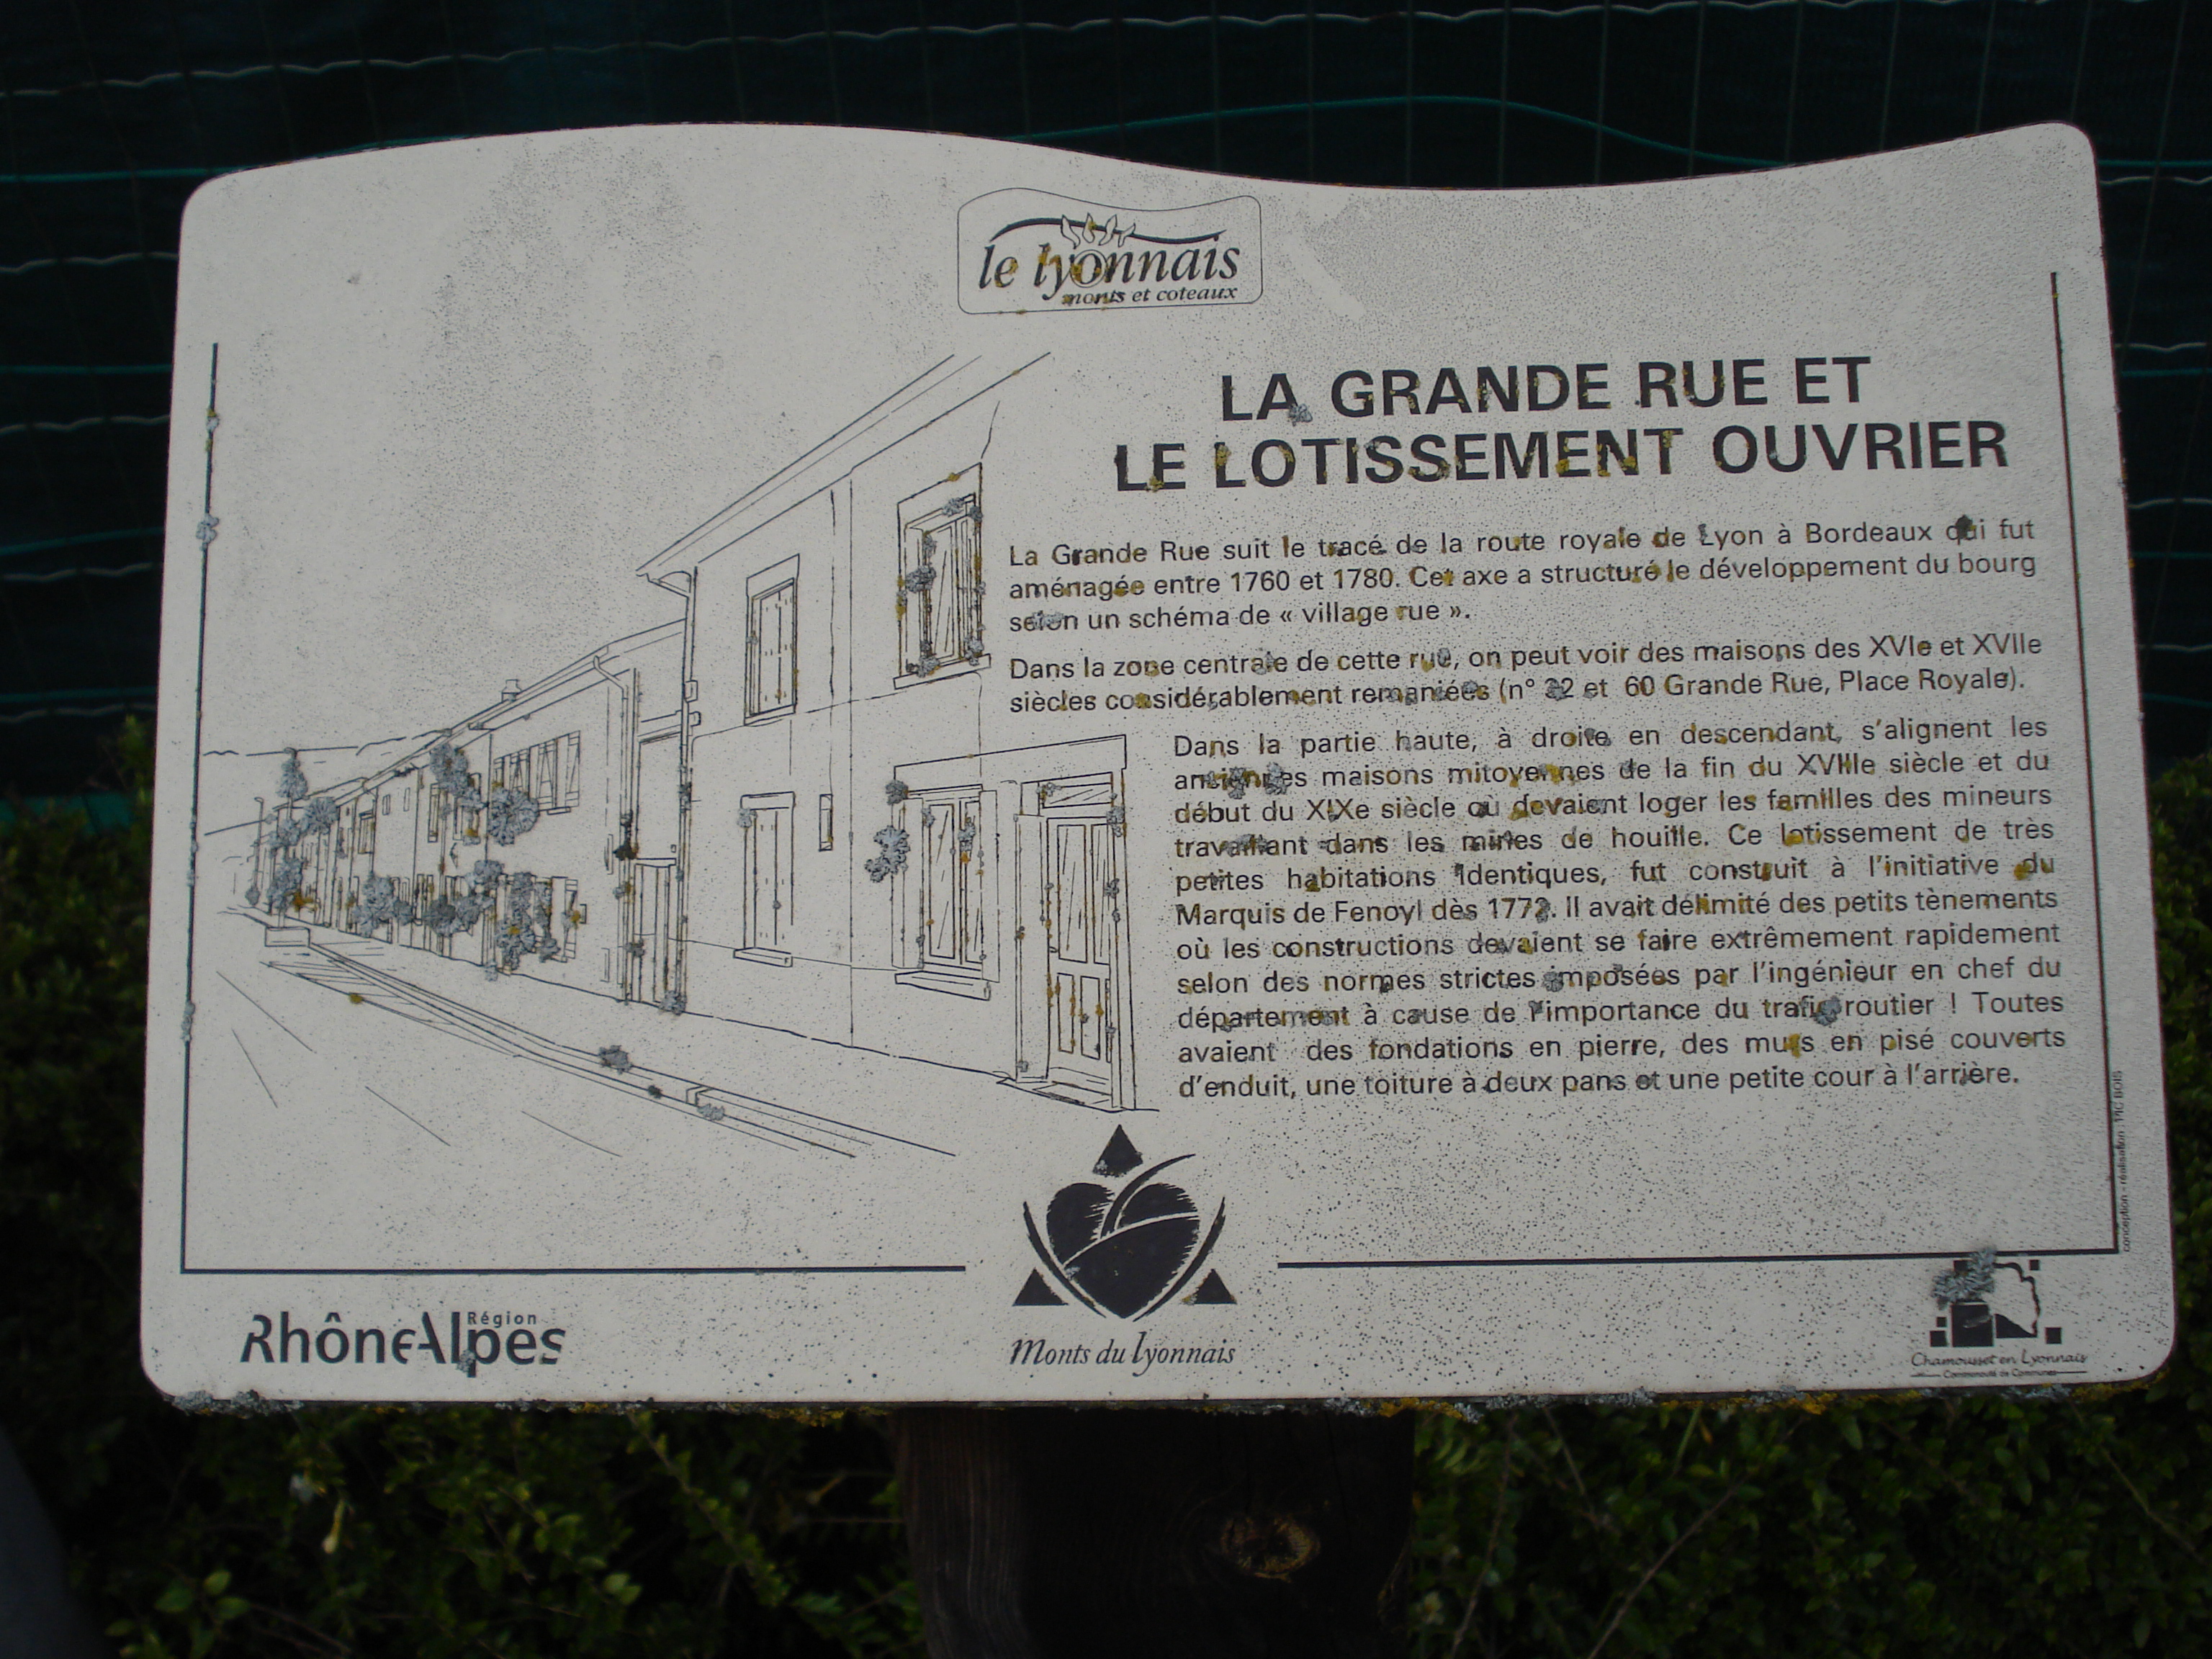 le lyonnais
monts et coteaux
LA GRANDE RUE ET
LE LOTISSEMENT OUVRIER
La Grande Rue suit le tracé de la route royale de Lyon à Bordeaux qui fut
aménagée entre 1760 et 1780. Cet axe a structuré le développement du bourg
selon un schéma de « village rue ».
Dans la zone centrale de cette rue, on peut voir des maisons des XVIe et XVIIe
siècles considérablement remaniées (n° 22 et 60 Grande Rue, Place Royale).
Dans la partie haute, à droite en descendant, s'alignent les
anciennes maisons mitoyennes de la fin du XVIIIe siècle et du
début du XIXe siècle où devaient loger les familles des mineurs
travaillant dans les mines de houille. Ce lotissement de très
petites habitations identiques, fut construit à l'initiative du
Marquis de Fenoyl dès 1772. Il avait délimité des petits tènements
où les constructions devaient se faire extrêmement rapidement
selon des normes strictes imposées par l'ingénieur en chef du
département à cause de l'importance du trafic routier ! Toutes
avaient des fondations en pierre, des murs en pisé couverts
d'enduit, une toiture à deux pans et une petite cour à l'arrière.
conception - réalisation : PIC BOIS
RhôneAlpes Région
Monts du Lyonnais
Chamousset en Lyonnais
Communauté de Communes